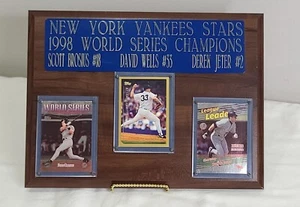 NEW YORK YANKEES STARS
1998 WORLD SERIES CHAMPIONS
SCOTT BROSIUS #18 DAVID WELLS #33 DEREK JETER #2
WORLD SERIES
33